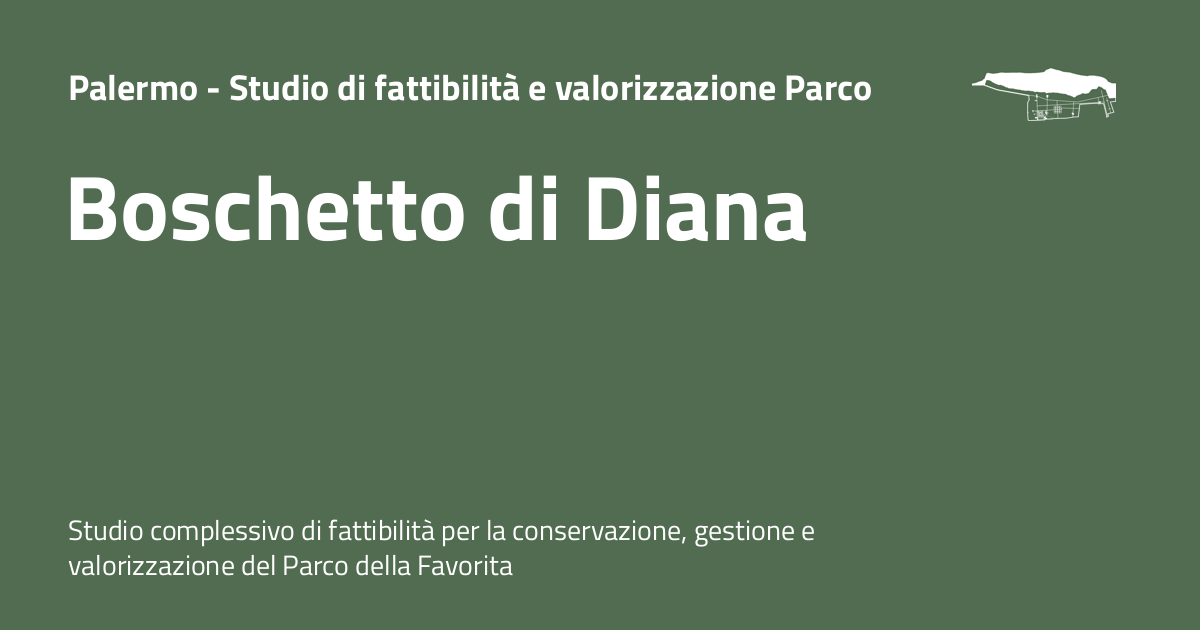 Palermo - Studio di fattibilità e valorizzazione Parco
Boschetto di Diana
Studio complessivo di fattibilità per la conservazione, gestione e
valorizzazione del Parco della Favorita